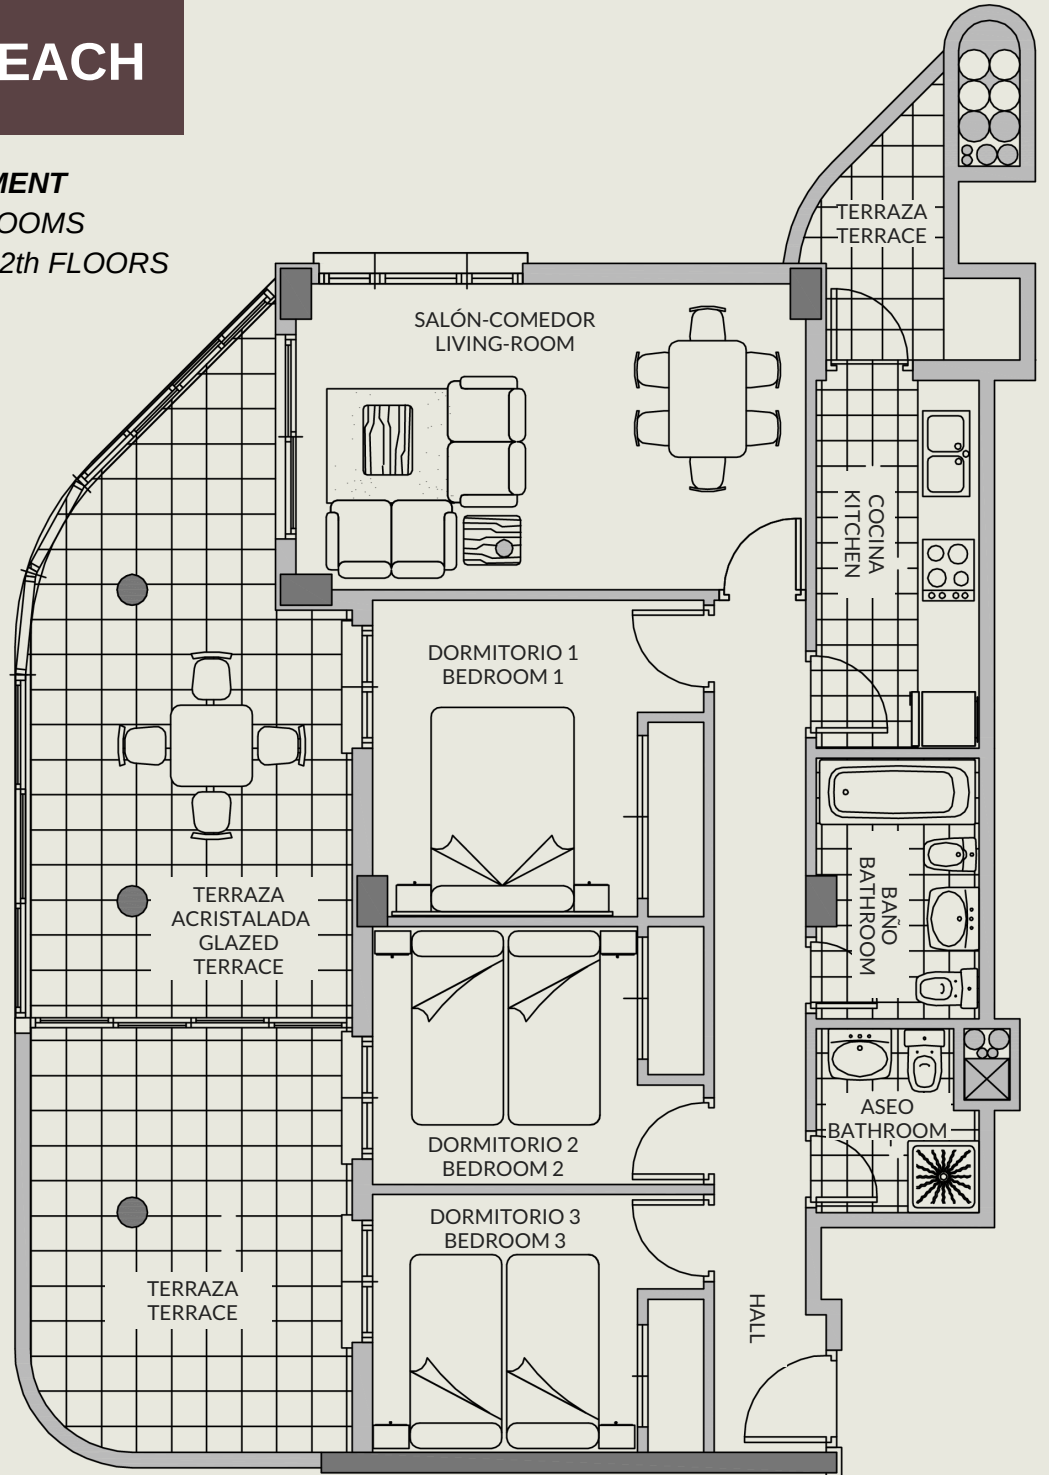 EACH
MENT
OOMS
2th FLOORS
TERRAZA
TERRACE
SALÓN-COMEDOR
LIVING-ROOM
COCINA
KITCHEN
DORMITORIO 1
BEDROOM 1
TERRAZA
ACRISTALADA
GLAZED
TERRACE
BAÑO
BATHROOM
ASEO
BATHROOM
DORMITORIO 2
BEDROOM 2
DORMITORIO 3
BEDROOM 3
TERRAZA
TERRACE
HALL